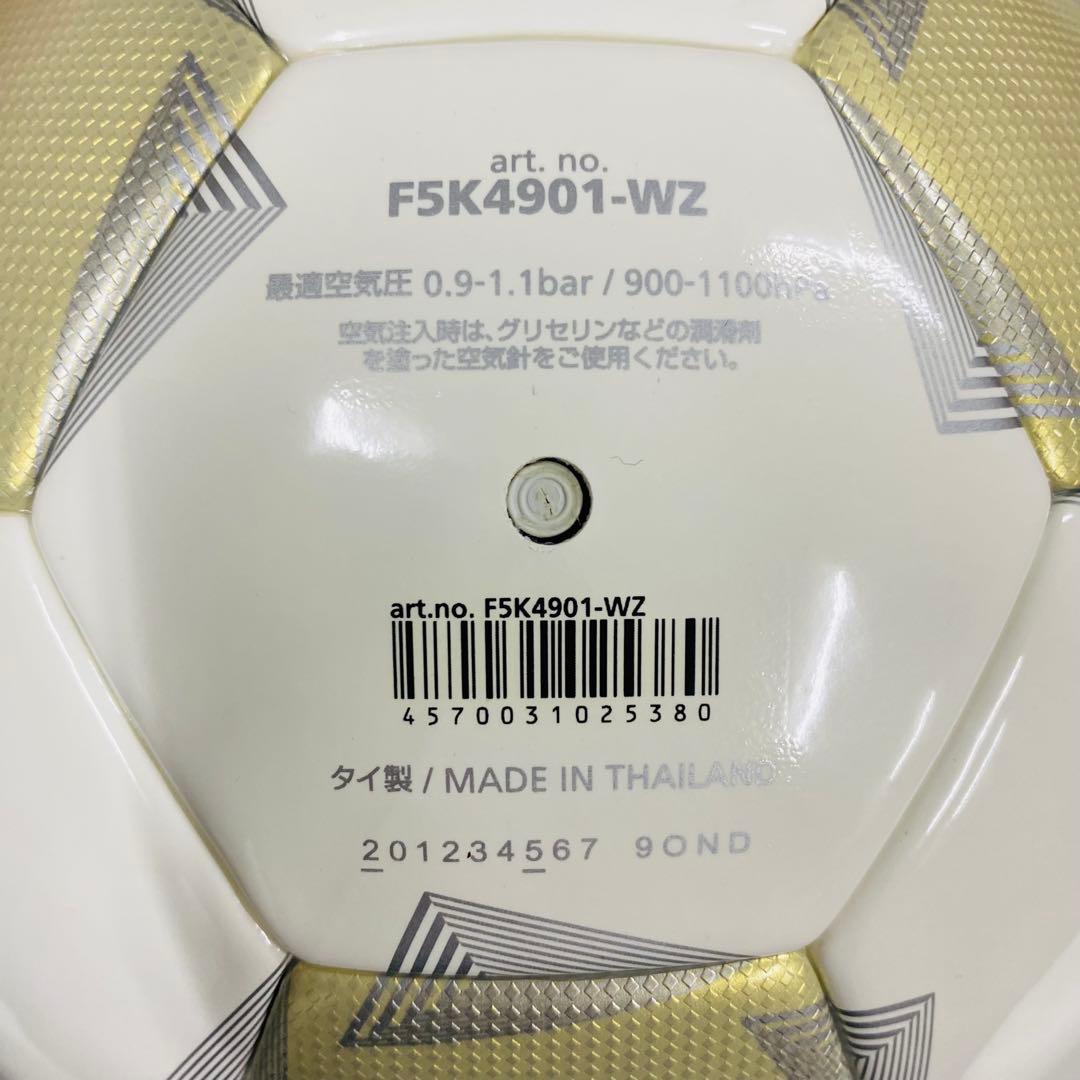 art. no.
F5K4901-WZ
最適空気圧 0.9-1.1bar / 900-1100hPa
空気注入時は、グリセリンなどの潤滑剤
を塗った空気針をご使用ください。
art.no. F5K4901-WZ
4570031025380
タイ製 / MADE IN THAILAND
201234567 9OND